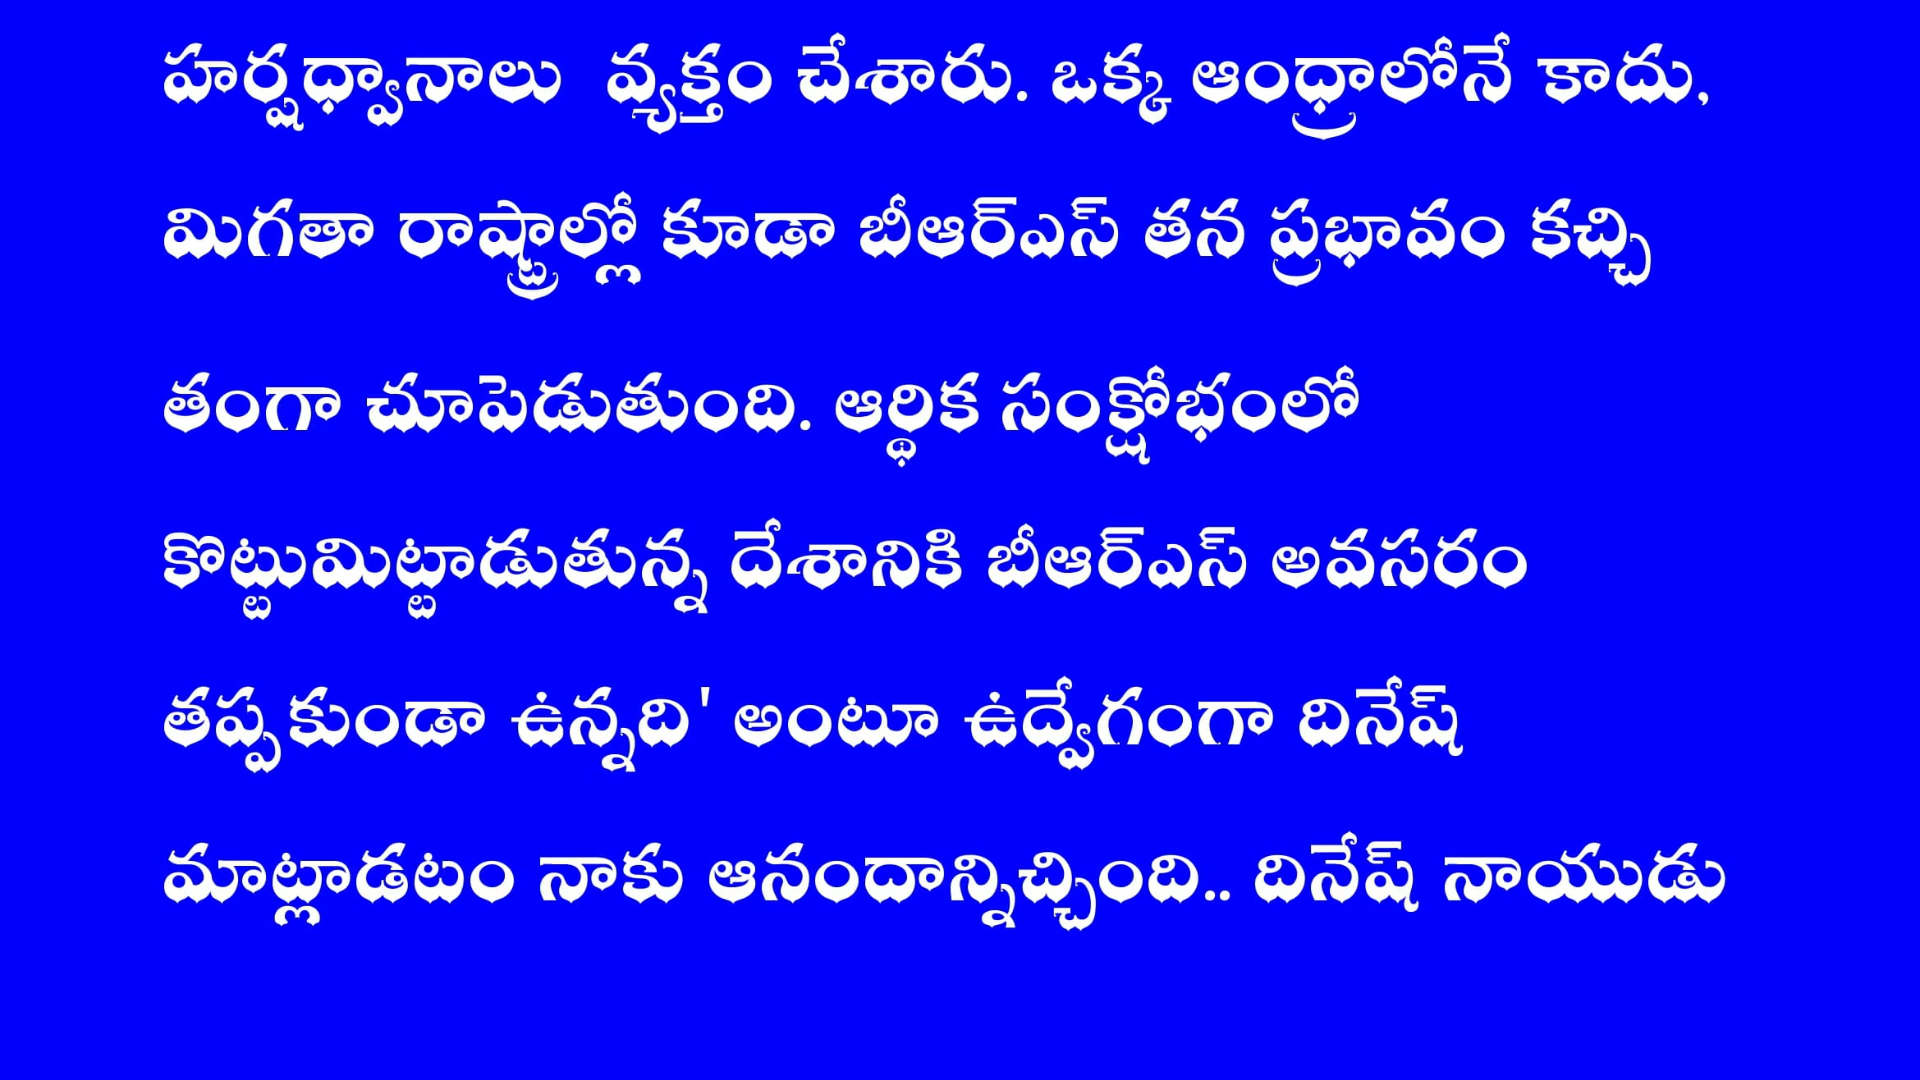 హర్షధ్వానాలు  వ్యక్తం చేశారు. ఒక్క ఆంధ్రాలోనే కాదు,
మిగతా రాష్ట్రాల్లో కూడా బీఆర్ఎస్ తన ప్రభావం కచ్చి
తంగా చూపెడుతుంది. ఆర్థిక సంక్షోభంలో
కొట్టుమిట్టాడుతున్న దేశానికి బీఆర్ఎస్ అవసరం
తప్పకుండా ఉన్నది' అంటూ ఉద్వేగంగా దినేష్
మాట్లాడటం నాకు ఆనందాన్నిచ్చింది.. దినేష్ నాయుడు